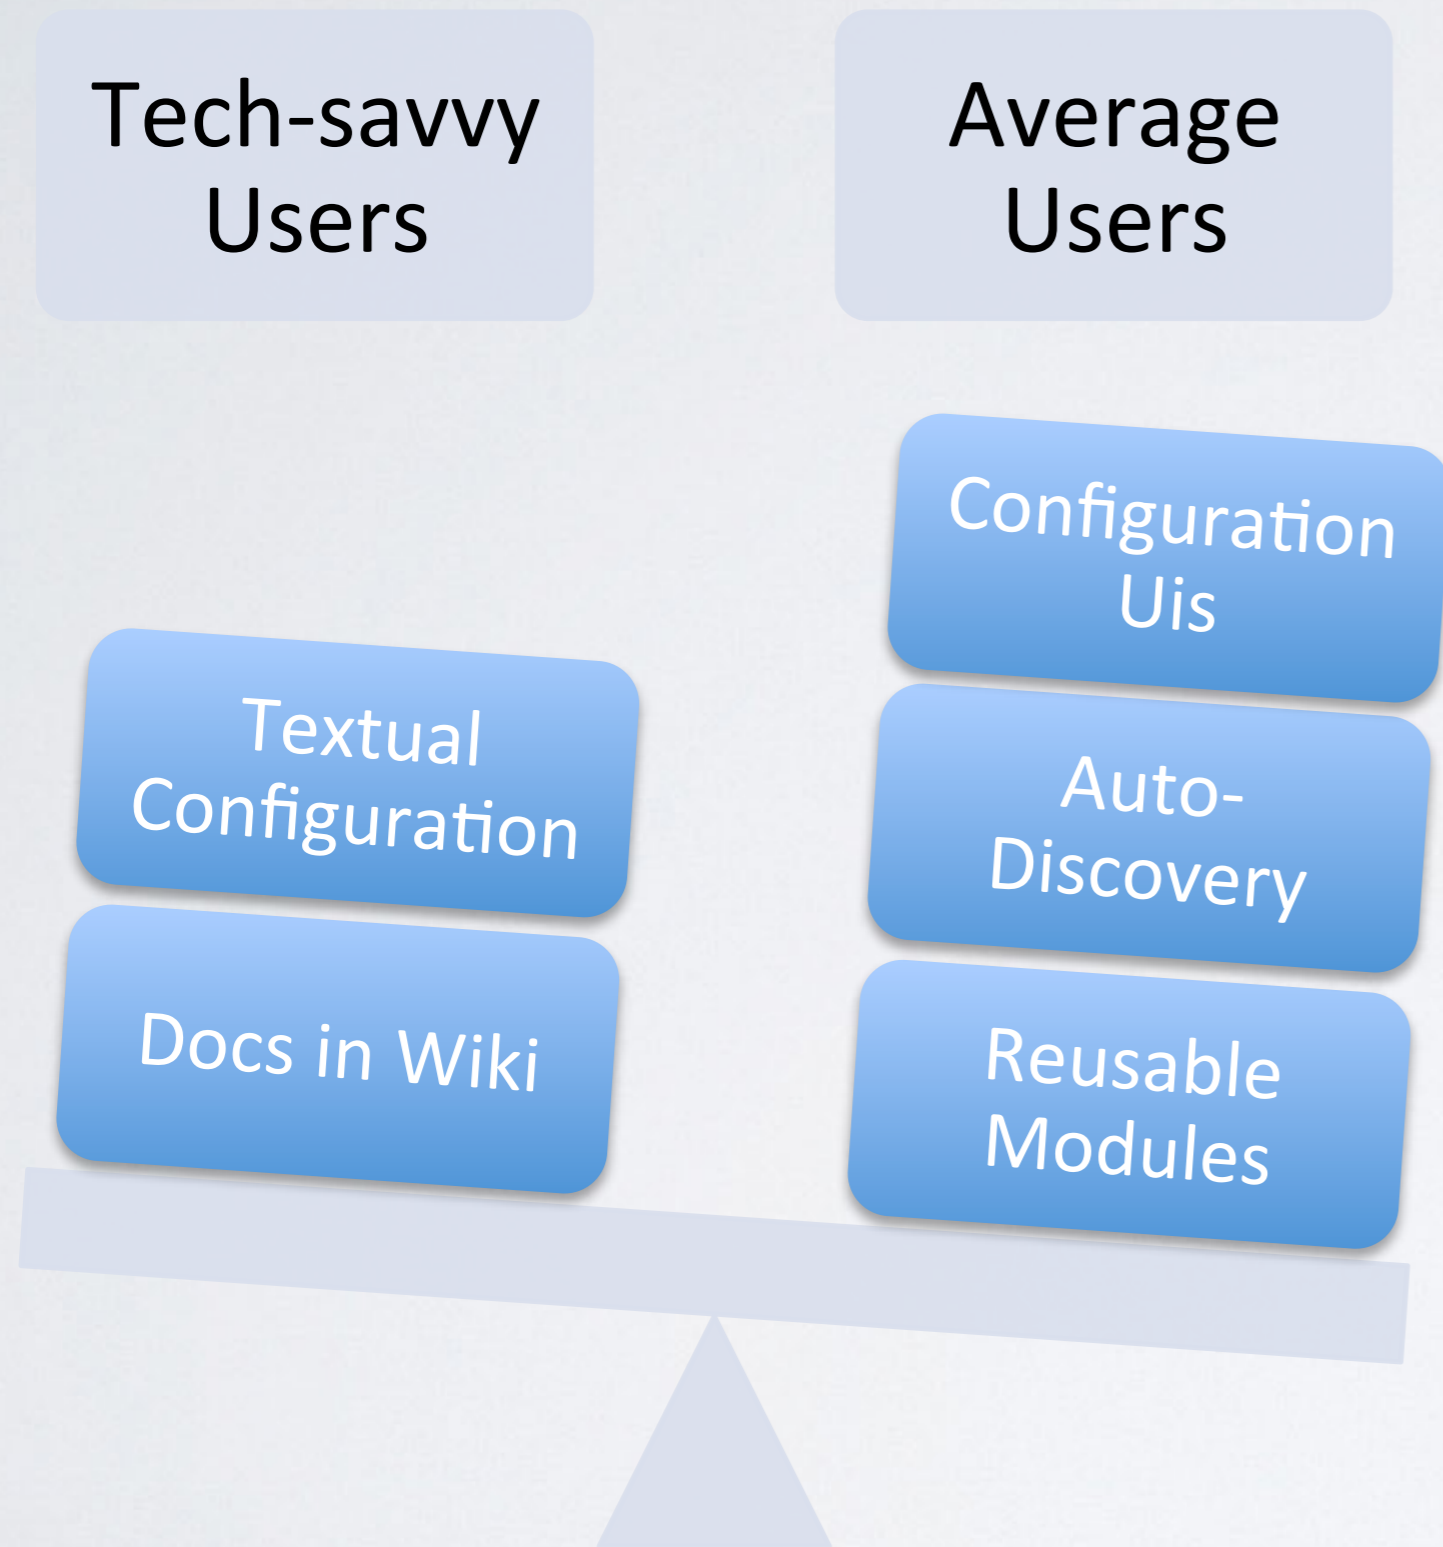 Tech-savvy
Users
Average
Users
Textual
Configuration
Docs in Wiki
Configuration
Uis
Auto-
Discovery
Reusable
Modules